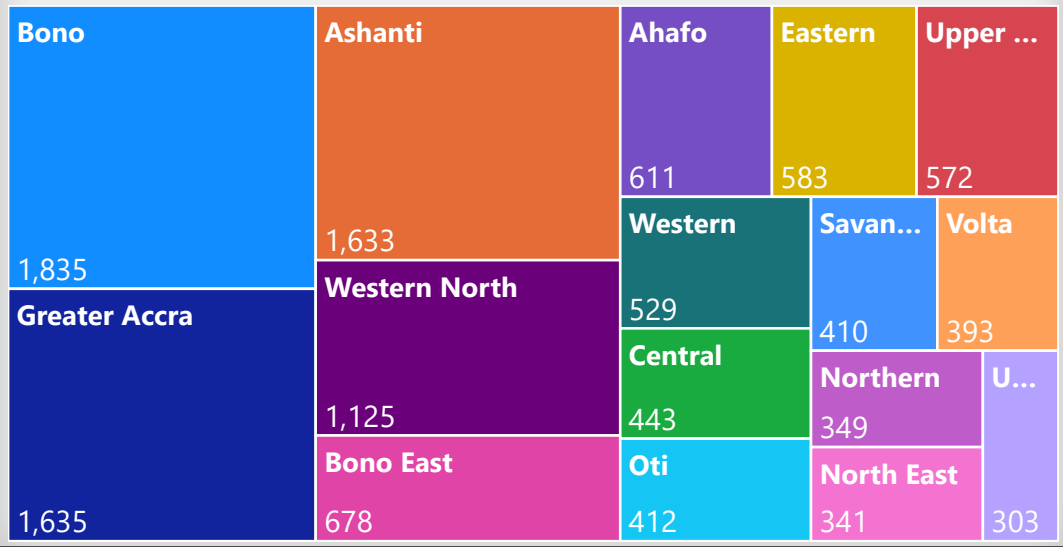 Bono
1,835
Greater Accra
1,635
Ashanti
1,633
Western North
1,125
Bono East
678
Ahafo
611
Eastern
583
Upper ...
572
Western
529
Central
443
Oti
412
Savan...
410
Volta
393
Northern
349
North East
341
U...
303